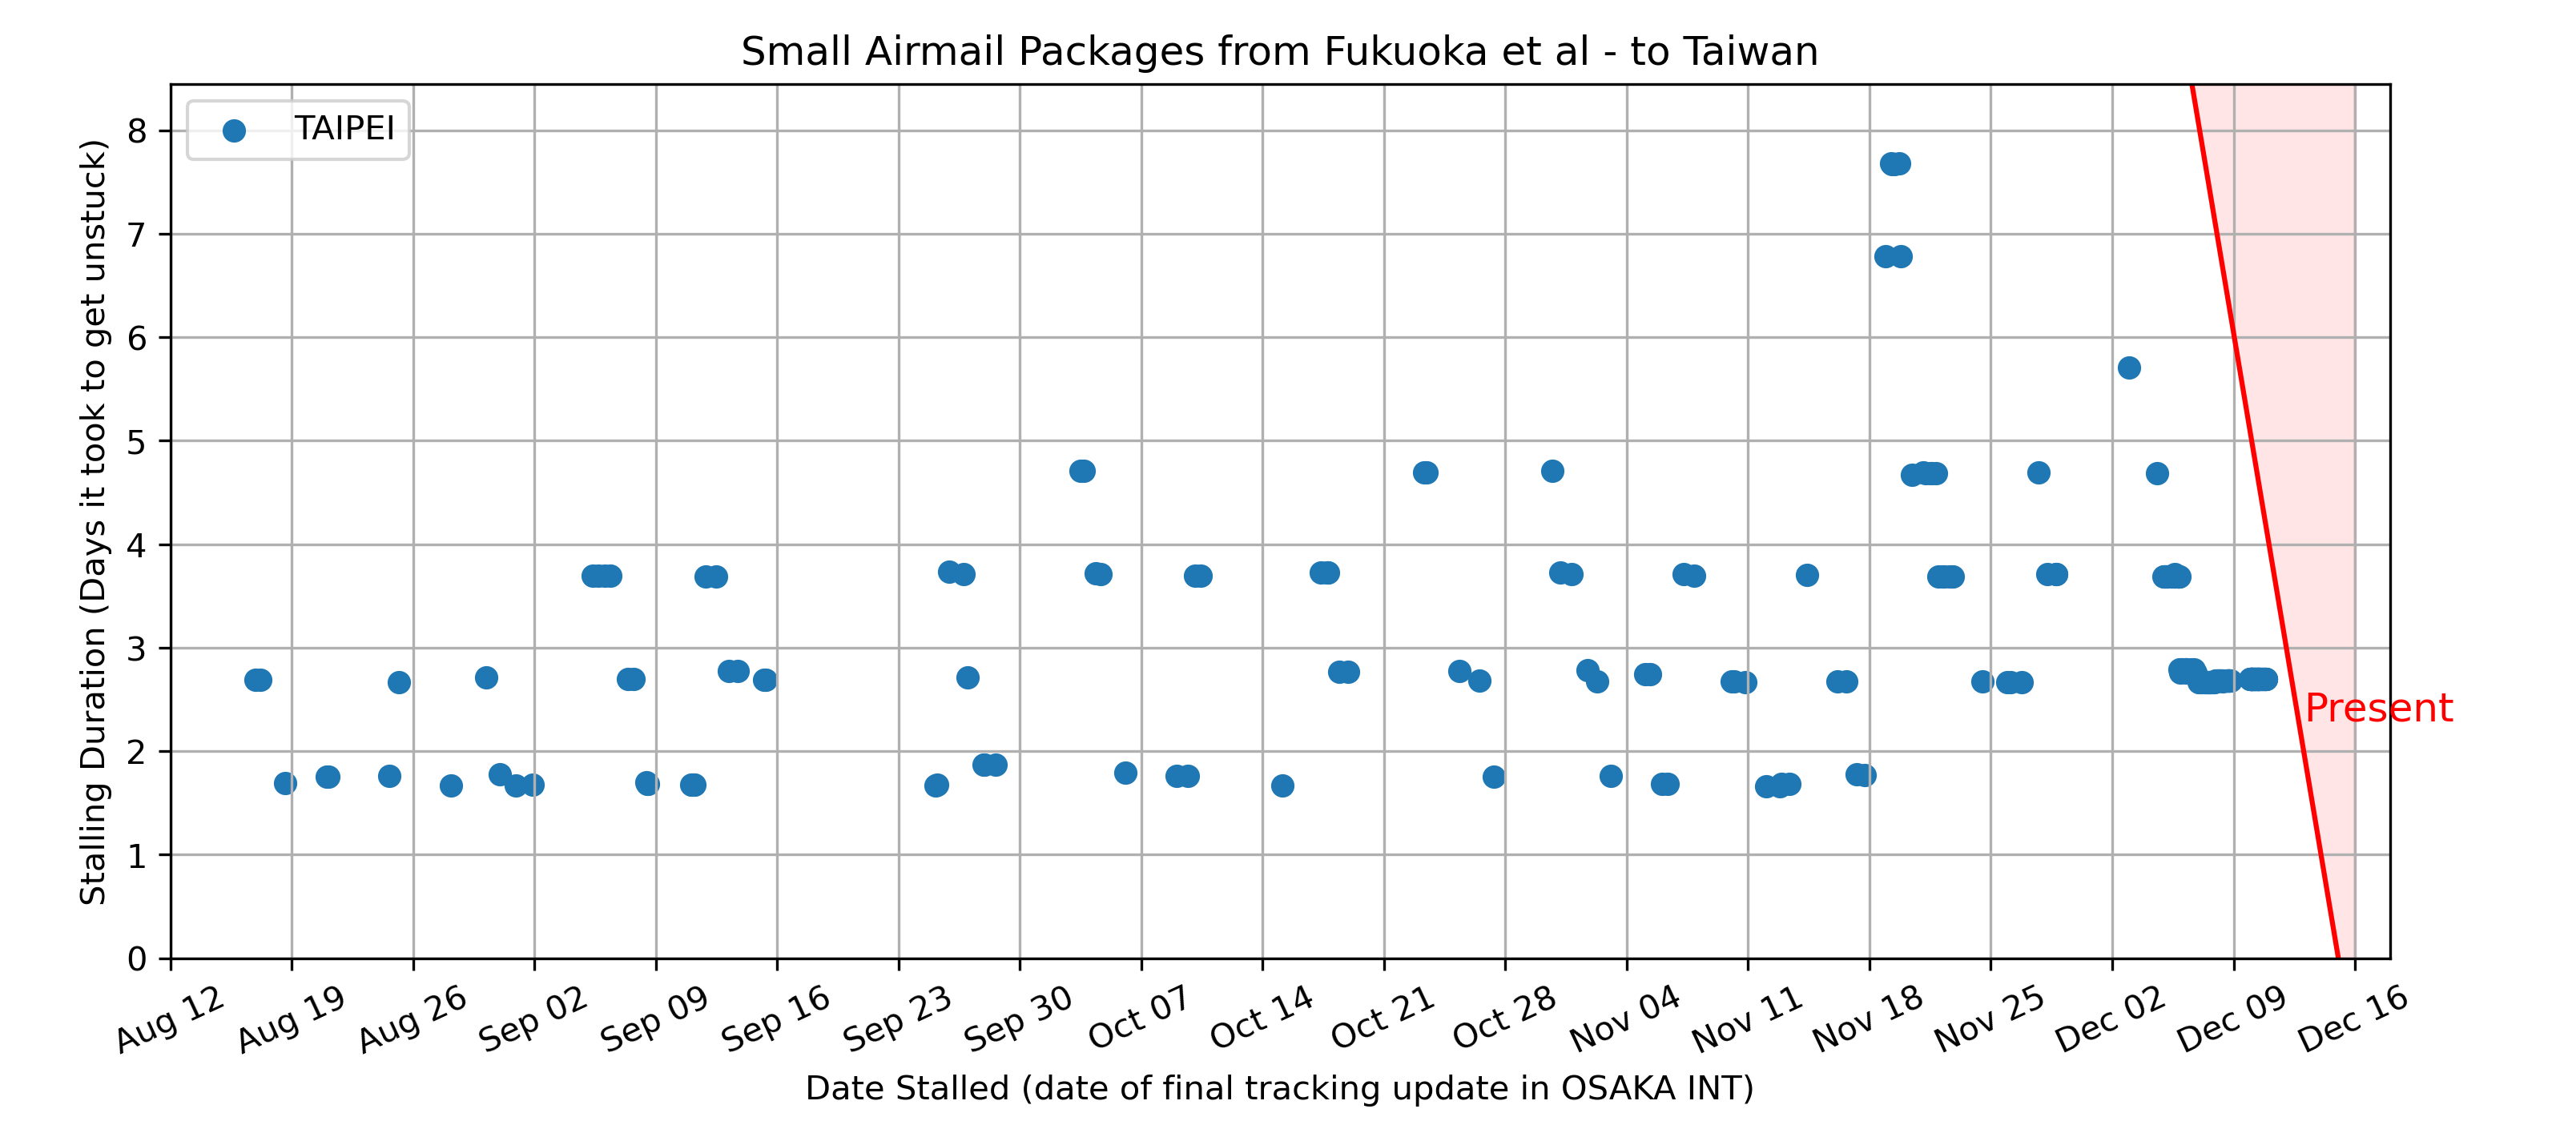 Small Airmail Packages from Fukuoka et al - to Taiwan
TAIPEI
Stalling Duration (Days it took to get unstuck)
8
7
6
5
4
3
2
1
0
Present
Aug 12
Aug 19
Aug 26
Sep 02
Sep 09
Sep 16
Sep 23
Sep 30
Oct 07
Oct 14
Oct 21
Oct 28
Nov 04
Nov 11
Nov 18
Nov 25
Dec 02
Dec 09
Dec 16
Date Stalled (date of final tracking update in OSAKA INT)